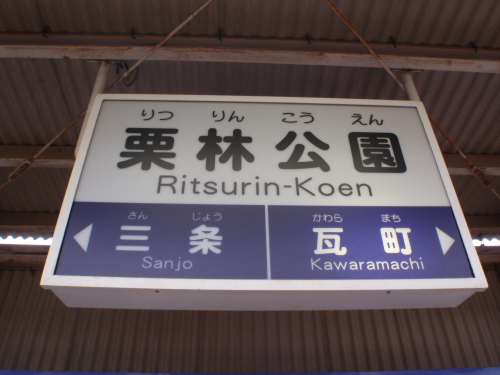 りつ りん こう えん
栗林公園
Ritsurin-Koen
さん じょう
三条
Sanjo
かわら まち
瓦町
Kawaramachi